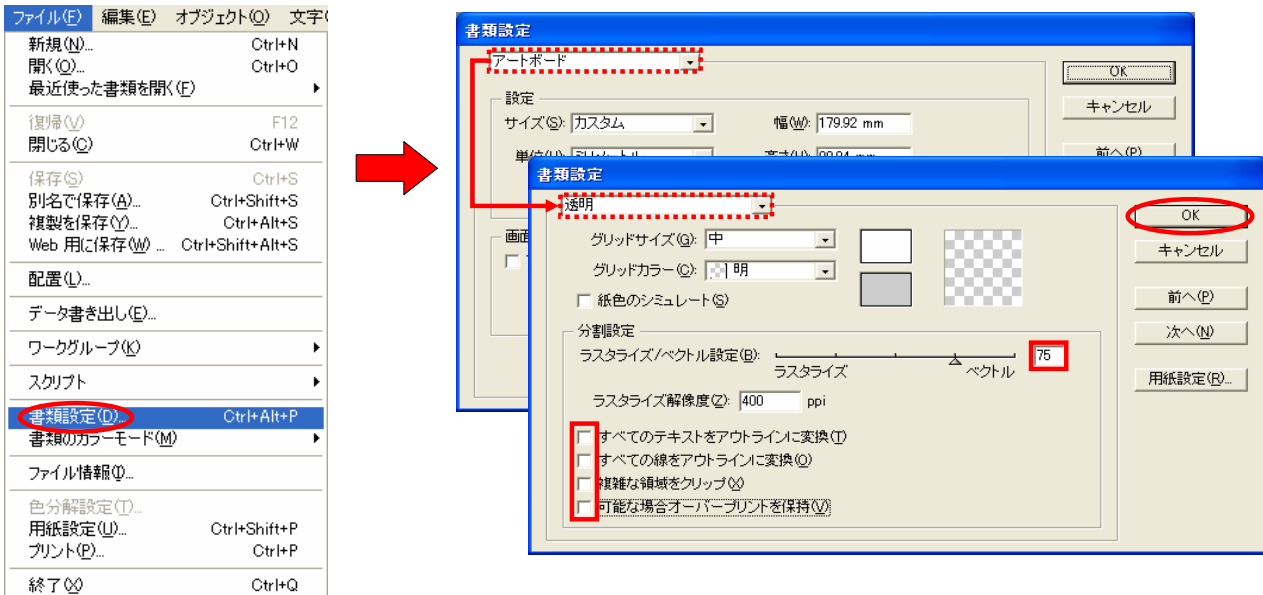 ファイル(F) 編集(E) オブジェクト(O) 文字(
新規(N)... Ctrl+N
開く(O)... Ctrl+O
最近使った書類を開く(F)
復帰(V) F12
閉じる(C) Ctrl+W
保存(S) Ctrl+S
別名で保存(A)... Ctrl+Shift+S
複製を保存(Y)... Ctrl+Alt+S
Web 用に保存(W) ... Ctrl+Shift+Alt+S
配置(L)...
データ書き出し(E)...
ワークグループ(K)
スクリプト
書類設定(D)... Ctrl+Alt+P
書類のカラーモード(M)
ファイル情報(I)...
色分解設定(T)...
用紙設定(U)... Ctrl+Shift+P
プリント(P)... Ctrl+P
終了(X) Ctrl+Q
書類設定
アートボード
OK
設定
キャンセル
サイズ(S): カスタム 幅(W): 179.92 mm
単位(U): ミリメートル 高さ(H):
前へ(P)
画面
書類設定
透明
OK
グリッドサイズ(G): 中
キャンセル
グリッドカラー(C): 明
紙色のシミュレート(S)
前へ(P)
分割設定
次へ(N)
ラスタライズ/ベクトル設定(B): 75
ラスタライズ ベクトル
用紙設定(R)...
ラスタライズ解像度(Z): 400 ppi
すべてのテキストをアウトラインに変換(T)
すべての線をアウトラインに変換(O)
複雑な領域をクリップ(X)
可能な場合オーバープリントを保持(V)